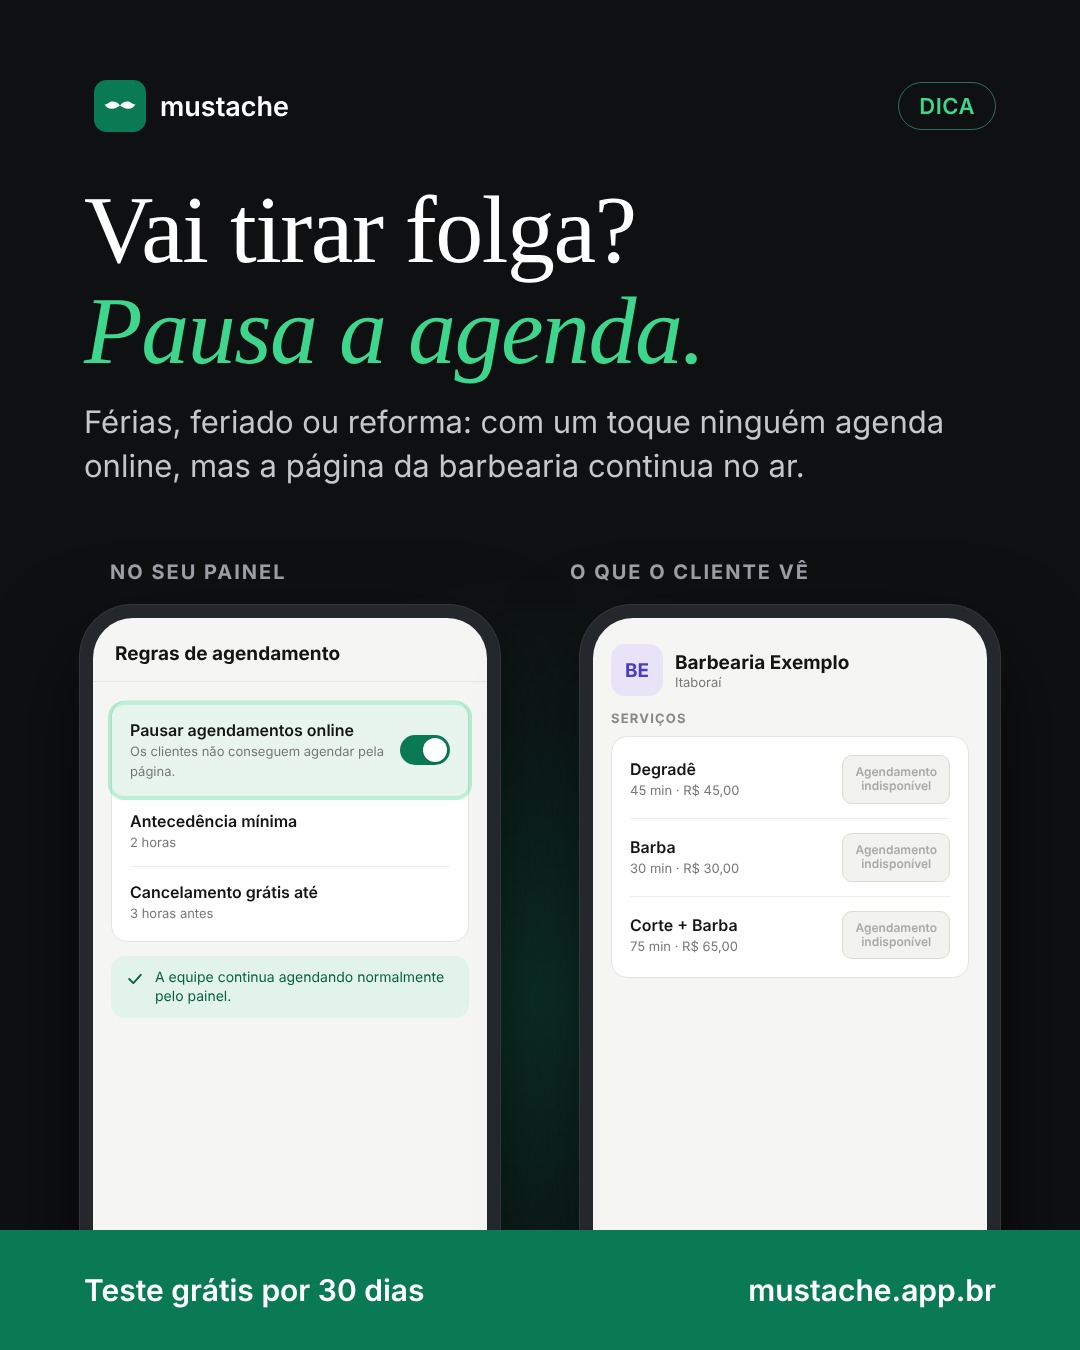 mustache
DICA
Vai tirar folga?
Pausa a agenda.
Férias, feriado ou reforma: com um toque ninguém agenda
online, mas a página da barbearia continua no ar.
NO SEU PAINEL
Regras de agendamento
Pausar agendamentos online
Os clientes não conseguem agendar pela
página.
Antecedência mínima
2 horas
Cancelamento grátis até
3 horas antes
A equipe continua agendando normalmente
pelo painel.
O QUE O CLIENTE VÊ
BE
Barbearia Exemplo
Itaboraí
SERVIÇOS
Degradê
45 min · R$ 45,00
Agendamento
indisponível
Barba
30 min · R$ 30,00
Agendamento
indisponível
Corte + Barba
75 min · R$ 65,00
Agendamento
indisponível
Teste grátis por 30 dias
mustache.app.br